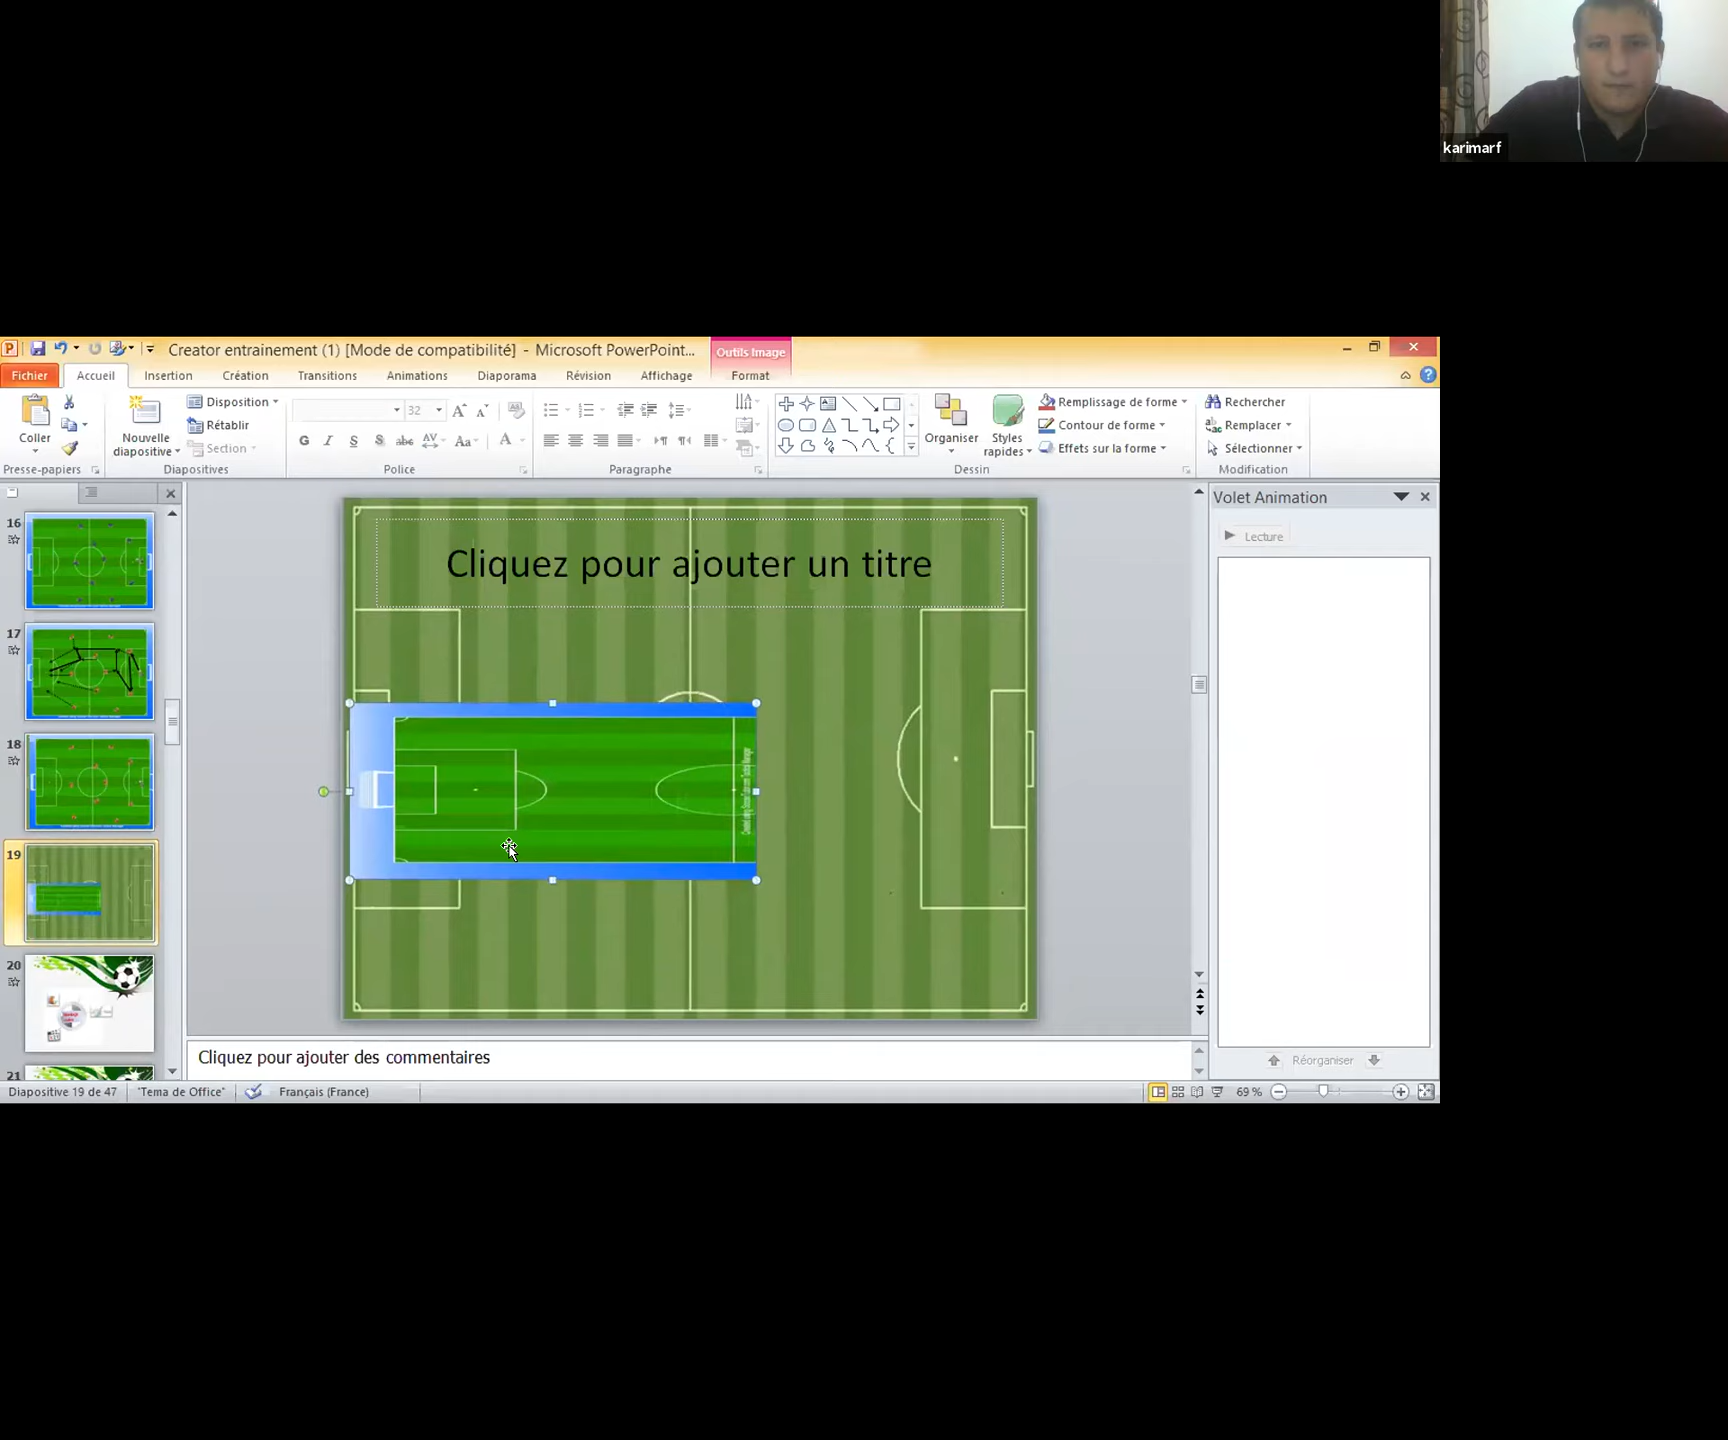 karimarf
Creator entrainement (1) [Mode de compatibilité] - Microsoft PowerPoint...
Outils Image
Fichier
Accueil
Insertion
Création
Transitions
Animations
Diaporama
Révision
Affichage
Format
Coller
Nouvelle
diapositive
Disposition
Rétablir
Section
32
G I S S abc AV Aa A
Remplissage de forme
Contour de forme
Effets sur la forme
Organiser
Styles
rapides
Rechercher
Remplacer
Sélectionner
Presse-papiers
Diapositives
Police
Paragraphe
Dessin
Modification
16
17
18
19
20
21
Cliquez pour ajouter un titre
Volet Animation
Lecture
Réorganiser
Cliquez pour ajouter des commentaires
Diapositive 19 de 47
"Tema de Office"
Français (France)
69 %